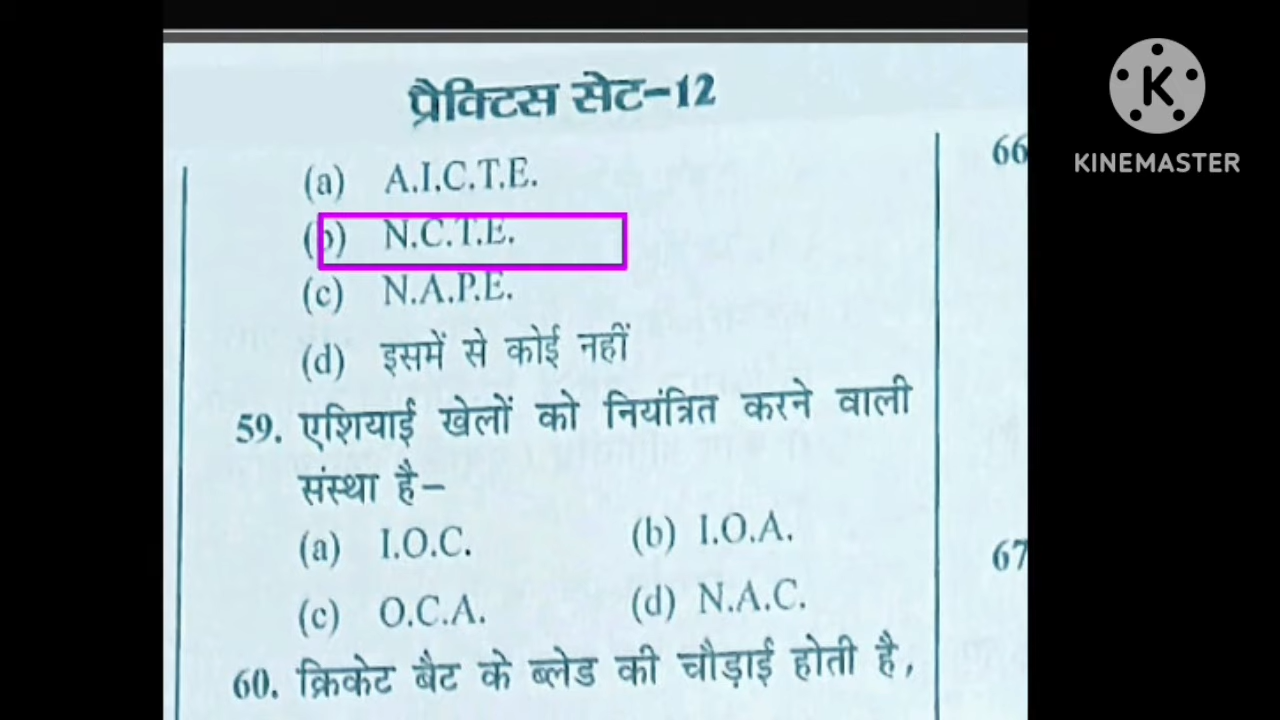 प्रैक्टिस सेट-12
(a) A.I.C.T.E.
(b) N.C.T.E.
(c) N.A.P.E.
(d) इसमें से कोई नहीं
59. एशियाई खेलों को नियंत्रित करने वाली
संस्था है-
(a) I.O.C. (b) I.O.A.
(c) O.C.A. (d) N.A.C.
60. क्रिकेट बैट के ब्लेड की चौड़ाई होती है,
66
67
K
KINEMASTER